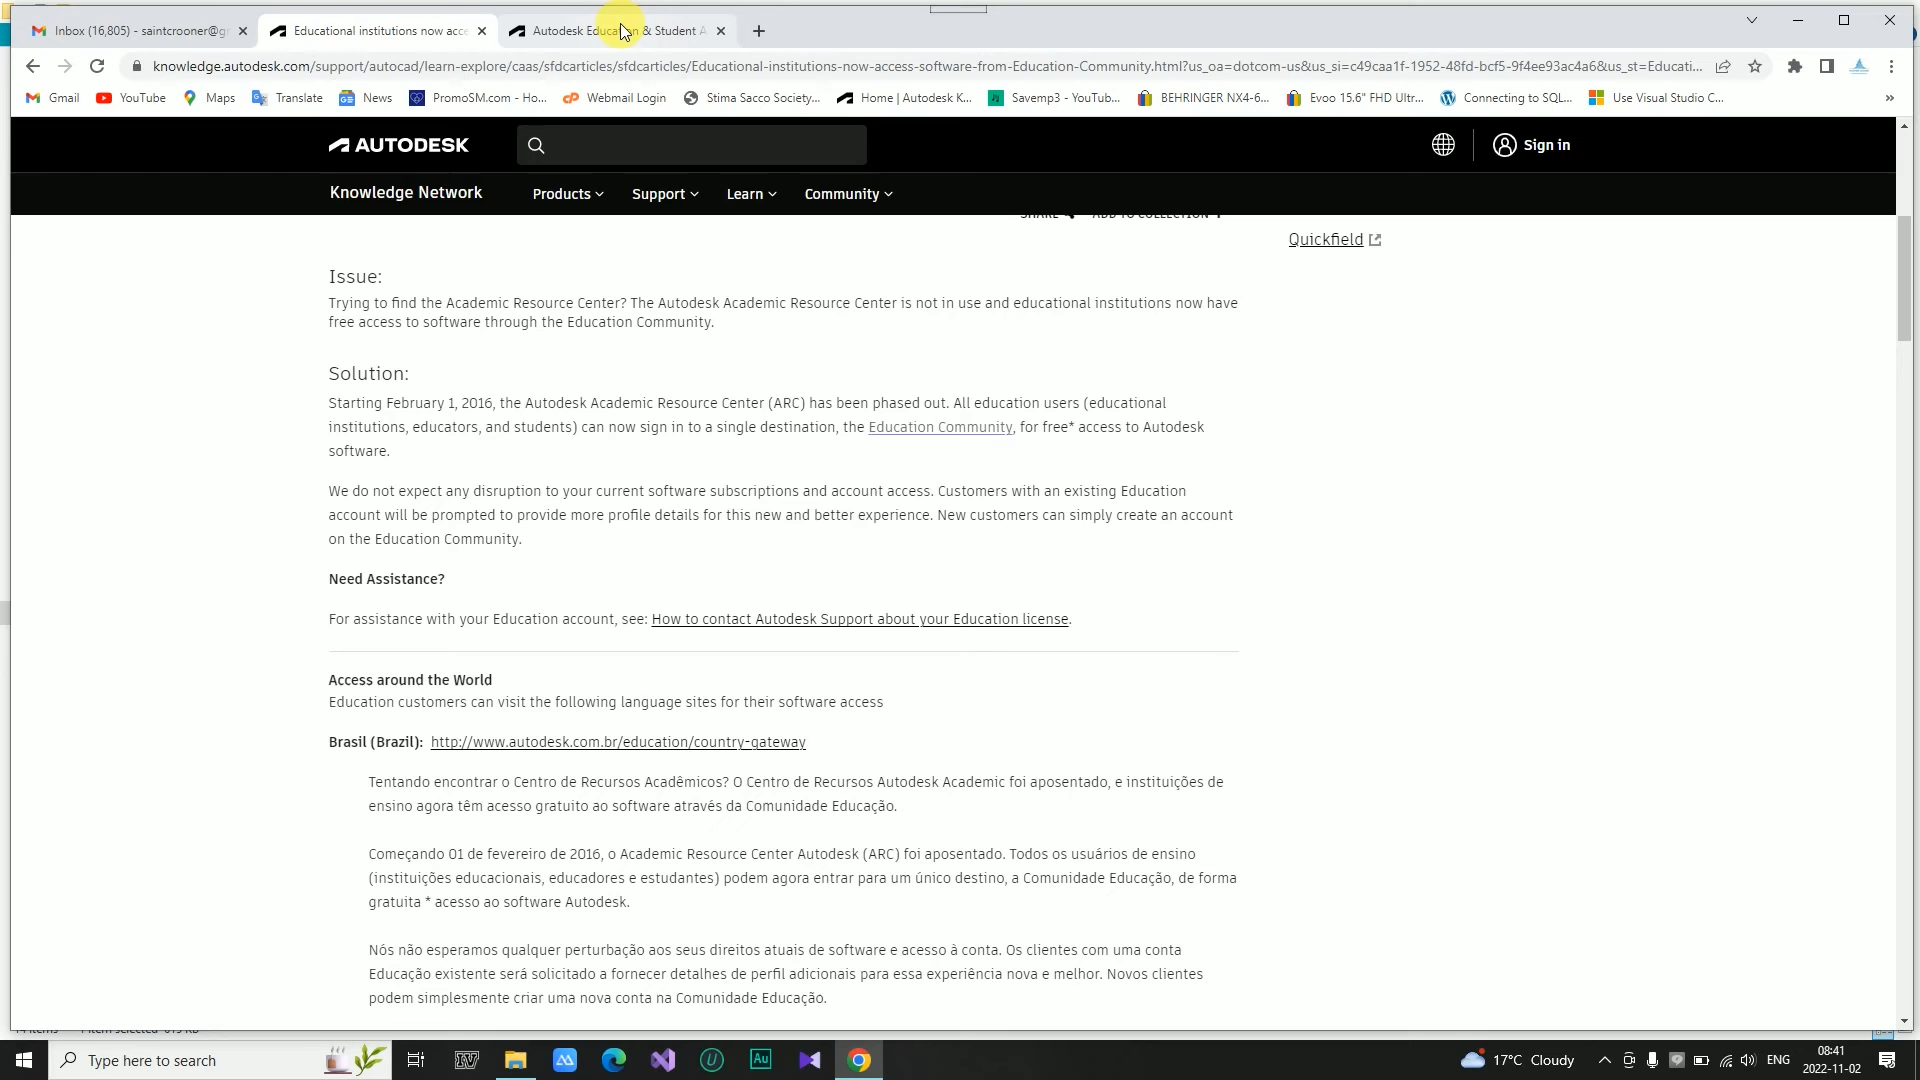 Inbox (16,805) - saintcrooner@g
Educational institutions now acce
Autodesk Education & Student A
knowledge.autodesk.com/support/autocad/learn-explore/caas/sfdcarticles/sfdcarticles/Educational-institutions-now-access-software-from-Education-Community.html?us_oa=dotcom-us&us_si=c49caa1f-1952-48fd-bcf5-9f4ee93ac4a6&us_st=Educati...
Gmail
YouTube
Maps
Translate
News
PromoSM.com - Ho...
Webmail Login
Stima Sacco Society...
Home | Autodesk K...
Savemp3 - YouTub...
BEHRINGER NX4-6...
Evoo 15.6" FHD Ultr...
Connecting to SQL...
Use Visual Studio C...
AUTODESK
Sign in
Knowledge Network
Products
Support
Learn
Community
SHARE
ADD TO COLLECTION
Quickfield
Issue:
Trying to find the Academic Resource Center? The Autodesk Academic Resource Center is not in use and educational institutions now have
free access to software through the Education Community.
Solution:
Starting February 1, 2016, the Autodesk Academic Resource Center (ARC) has been phased out. All education users (educational
institutions, educators, and students) can now sign in to a single destination, the Education Community, for free* access to Autodesk
software.
We do not expect any disruption to your current software subscriptions and account access. Customers with an existing Education
account will be prompted to provide more profile details for this new and better experience. New customers can simply create an account
on the Education Community.
Need Assistance?
For assistance with your Education account, see: How to contact Autodesk Support about your Education license.
Access around the World
Education customers can visit the following language sites for their software access
Brasil (Brazil): http://www.autodesk.com.br/education/country-gateway
Tentando encontrar o Centro de Recursos Acadêmicos? O Centro de Recursos Autodesk Academic foi aposentado, e instituições de
ensino agora têm acesso gratuito ao software através da Comunidade Educação.
Começando 01 de fevereiro de 2016, o Academic Resource Center Autodesk (ARC) foi aposentado. Todos os usuários de ensino
(instituições educacionais, educadores e estudantes) podem agora entrar para um único destino, a Comunidade Educação, de forma
gratuita * acesso ao software Autodesk.
Nós não esperamos qualquer perturbação aos seus direitos atuais de software e acesso à conta. Os clientes com uma conta
Educação existente será solicitado a fornecer detalhes de perfil adicionais para essa experiência nova e melhor. Novos clientes
podem simplesmente criar uma nova conta na Comunidade Educação.
Type here to search
Au
17°C Cloudy
ENG
08:41
2022-11-02